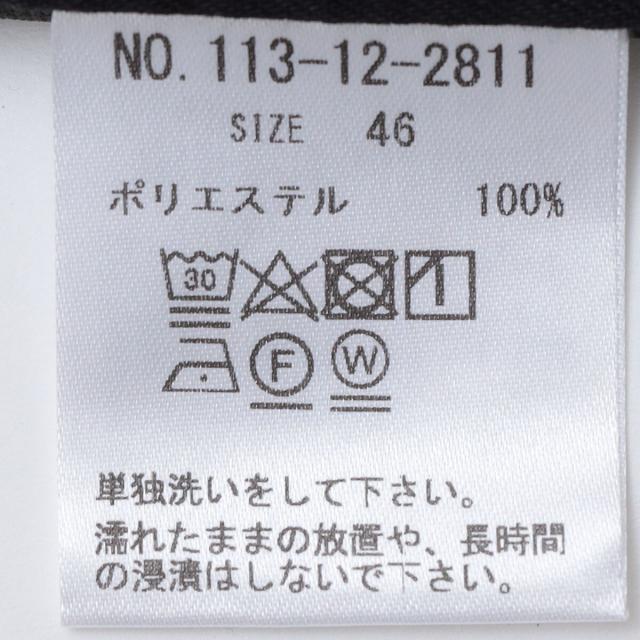 NO. 113-12-2811
SIZE 46
ポリエステル 100%
30
F W
単独洗いをして下さい。
濡れたままの放置や、長時間
の浸漬はしないで下さい。